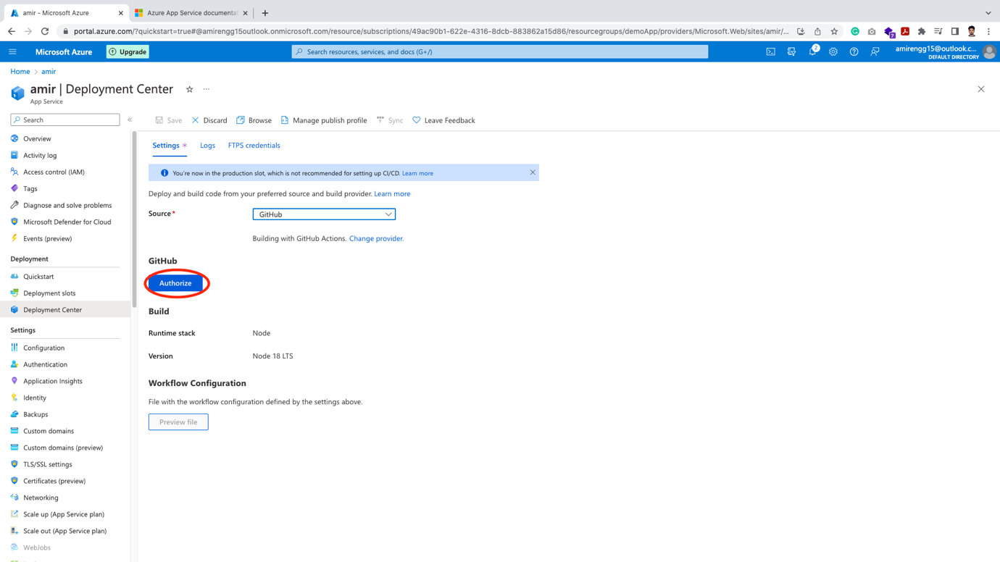 amir - Microsoft Azure
Azure App Service documentat
portal.azure.com/?quickstart=true#@amirengg15outlook.onmicrosoft.com/resource/subscriptions/49ac90b1-622e-4316-8dcb-883862a15d86/resourcegroups/demoApp/providers/Microsoft.Web/sites/amir/...
7
Microsoft Azure
Upgrade
Search resources, services, and docs (G+/)
2
amirengg15@outlook.c...
DEFAULT DIRECTORY
Home > amir
amir | Deployment Center
App Service
Search
Save
Discard
Browse
Manage publish profile
Sync
Leave Feedback
Overview
Activity log
Access control (IAM)
Tags
Diagnose and solve problems
Microsoft Defender for Cloud
Events (preview)
Deployment
Quickstart
Deployment slots
Deployment Center
Settings
Configuration
Authentication
Application Insights
Identity
Backups
Custom domains
Custom domains (preview)
TLS/SSL settings
Certificates (preview)
Networking
Scale up (App Service plan)
Scale out (App Service plan)
WebJobs
Settings *
Logs
FTPS credentials
You're now in the production slot, which is not recommended for setting up CI/CD. Learn more
Deploy and build code from your preferred source and build provider. Learn more
Source*
GitHub
Building with GitHub Actions. Change provider.
GitHub
Authorize
Build
Runtime stack
Node
Version
Node 18 LTS
Workflow Configuration
File with the workflow configuration defined by the settings above.
Preview file